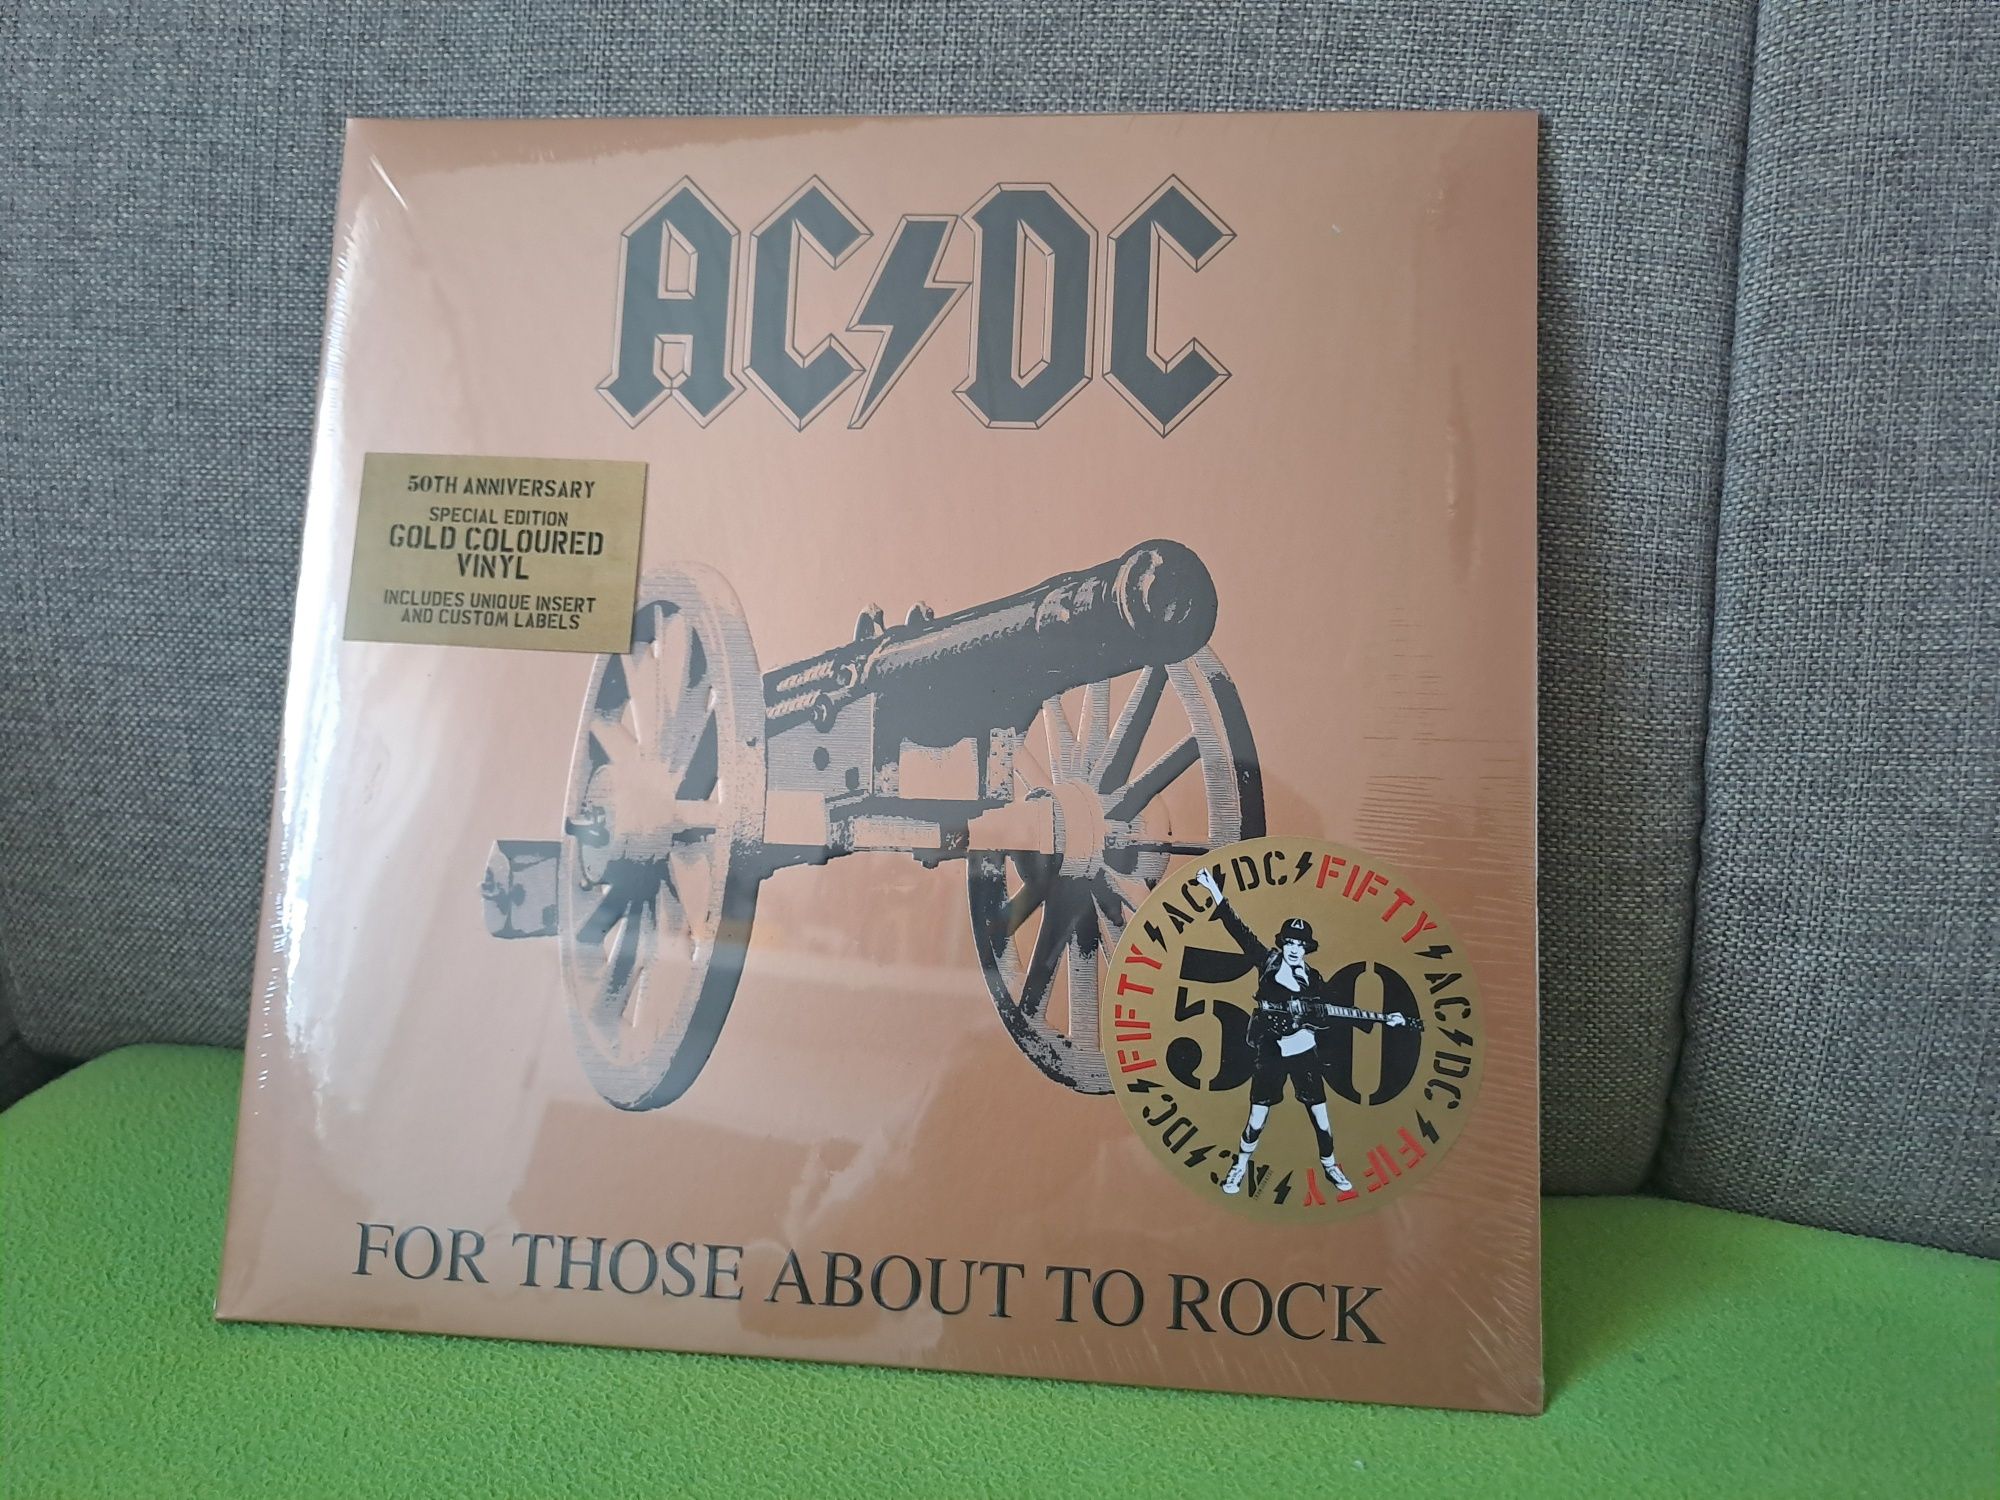 AC⚡DC
50TH ANNIVERSARY
SPECIAL EDITION
GOLD COLOURED
VINYL
INCLUDES UNIQUE INSERT
AND CUSTOM LABELS
AC⚡DC⚡FIFTY⚡AC⚡DC⚡FIFTY⚡AC⚡DC⚡FIFTY⚡
50
FOR THOSE ABOUT TO ROCK